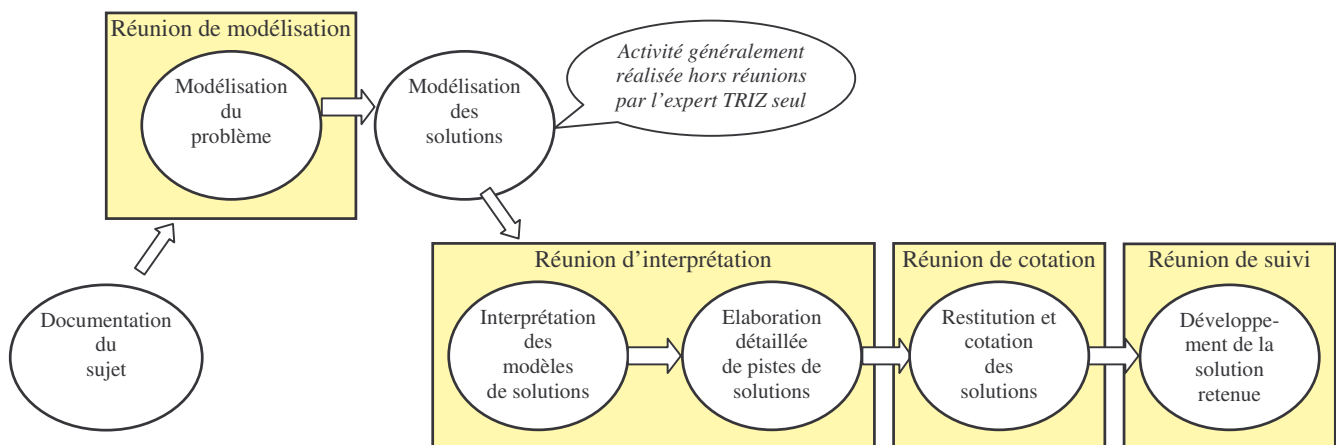 Réunion de modélisation
Modélisation
du
problème
Modélisation
des
solutions
Activité généralement
réalisée hors réunions
par l’expert TRIZ seul
Documentation
du
sujet
Réunion d’interprétation
Interprétation
des
modèles
de solutions
Elaboration
détaillée
de pistes de
solutions
Réunion de cotation
Restitution et
cotation
des
solutions
Réunion de suivi
Développe-
ment de la
solution
retenue